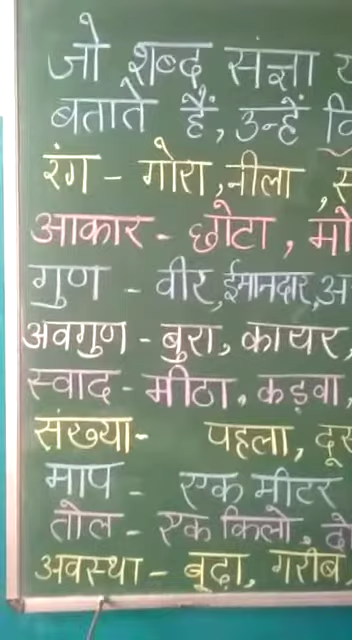 जो शब्द संज्ञा
बताते हैं, उन्हें
रंग - गोरा, नीला,
आकार - छोटा,
गुण - वीर, ईमानदार,
अवगुण - बुरा, कायर,
स्वाद - मीठा, कड़वा,
संख्या- पहला,
माप - एक मीटर
तोल - एक किलो,
अवस्था - बूढ़ा, गरीब,